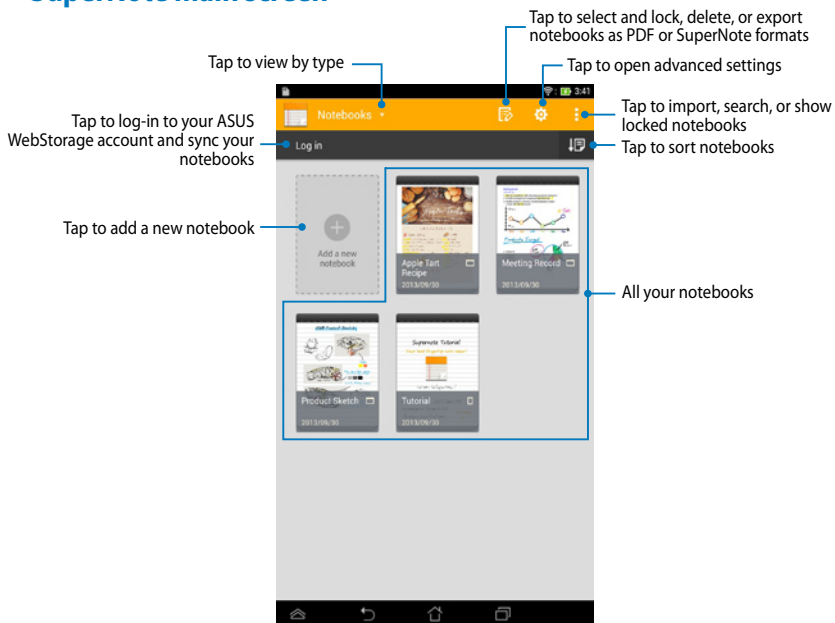 SuperNote main screen
Tap to select and lock, delete, or export
notebooks as PDF or SuperNote formats
Tap to view by type
Tap to open advanced settings
3:41
Notebooks
Tap to import, search, or show
locked notebooks
Tap to log-in to your ASUS
WebStorage account and sync your
notebooks
Log in
Tap to sort notebooks
Tap to add a new notebook
Add a new
notebook
Apple Tart
Recipe
2013/09/30
Meeting Record
2013/09/30
All your notebooks
Supernote Tutorial
Product Sketch
2013/09/30
Tutorial
2013/09/30